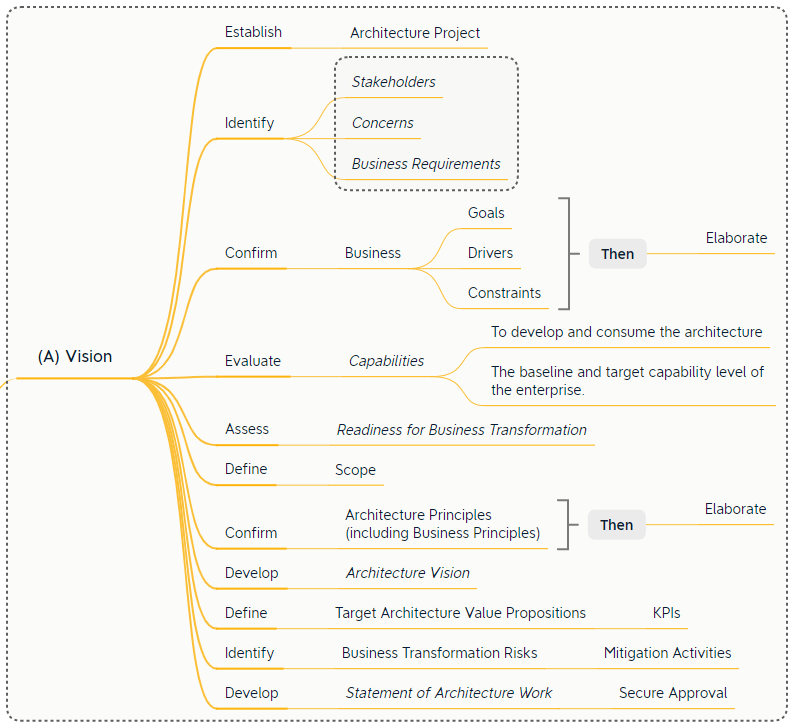 Establish
Architecture Project
Identify
Stakeholders
Concerns
Business Requirements
Confirm
Business
Goals
Drivers
Constraints
Then
Elaborate
(A) Vision
Evaluate
Capabilities
To develop and consume the architecture
The baseline and target capability level of
the enterprise.
Assess
Readiness for Business Transformation
Define
Scope
Confirm
Architecture Principles
(including Business Principles)
Then
Elaborate
Develop
Architecture Vision
Define
Target Architecture Value Propositions
KPIs
Identify
Business Transformation Risks
Mitigation Activities
Develop
Statement of Architecture Work
Secure Approval